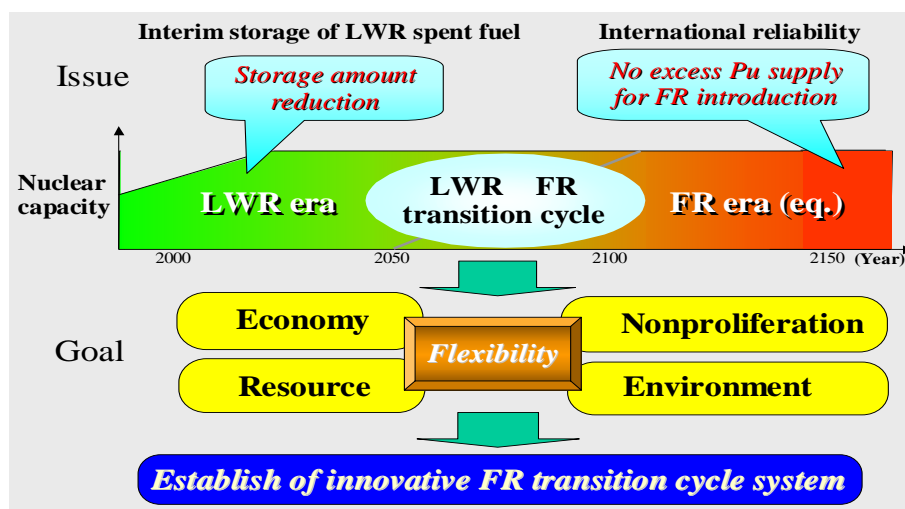 Interim storage of LWR spent fuel
International reliability
Issue
Storage amount
reduction
No excess Pu supply
for FR introduction
Nuclear
capacity
LWR era
LWR FR
transition cycle
FR era (eq.)
2000
2050
2100
2150
(Year)
Goal
Economy
Nonproliferation
Flexibility
Resource
Environment
Establish of innovative FR transition cycle system